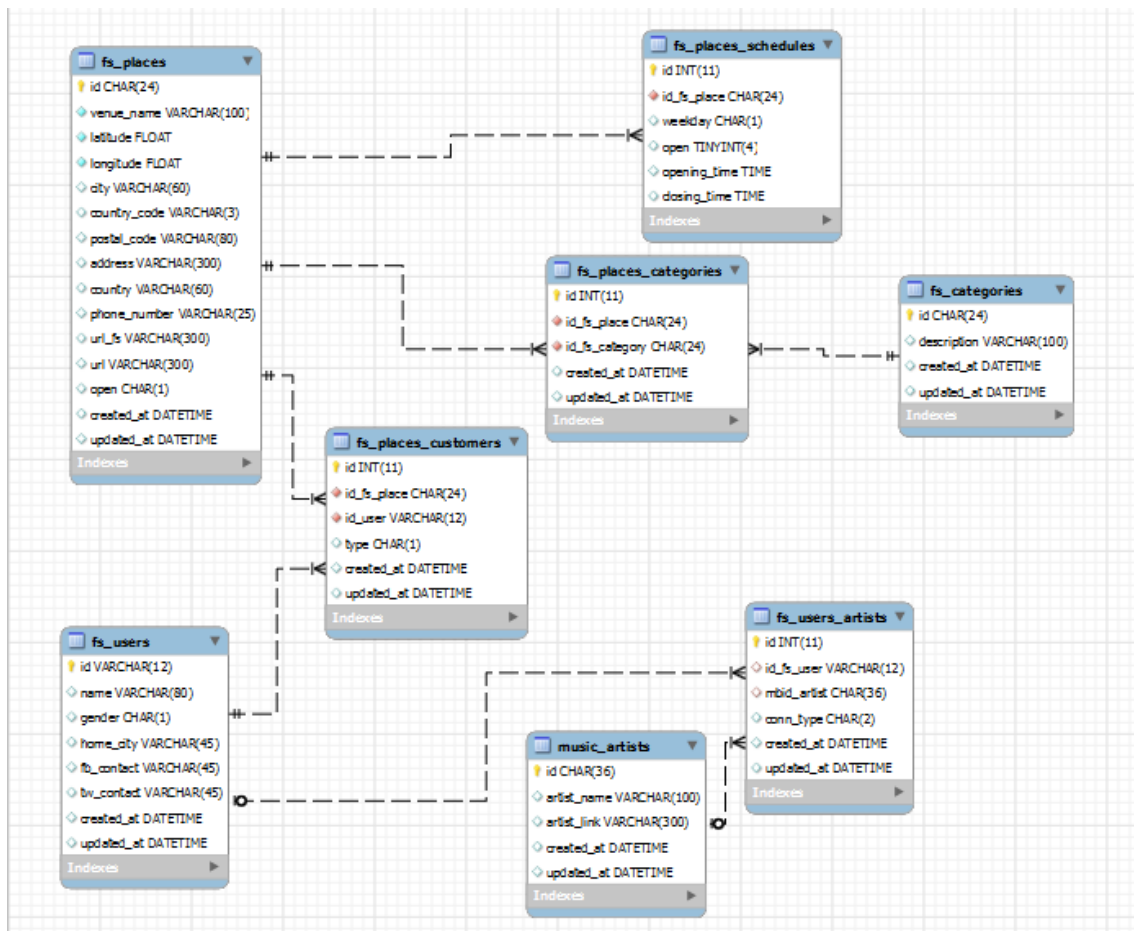 fs_places
id CHAR(24)
venue_name VARCHAR(100)
latitude FLOAT
longitude FLOAT
city VARCHAR(60)
country_code VARCHAR(3)
postal_code VARCHAR(80)
address VARCHAR(300)
country VARCHAR(60)
phone_number VARCHAR(25)
url_fs VARCHAR(300)
url VARCHAR(300)
open CHAR(1)
created_at DATETIME
updated_at DATETIME
Indexes
fs_places_schedules
id INT(11)
id_fs_place CHAR(24)
weekday CHAR(1)
open TINYINT(4)
opening_time TIME
closing_time TIME
Indexes
fs_places_categories
id INT(11)
id_fs_place CHAR(24)
id_fs_category CHAR(24)
created_at DATETIME
updated_at DATETIME
Indexes
fs_categories
id CHAR(24)
description VARCHAR(100)
created_at DATETIME
updated_at DATETIME
Indexes
fs_places_customers
id INT(11)
id_fs_place CHAR(24)
id_user VARCHAR(12)
type CHAR(1)
created_at DATETIME
updated_at DATETIME
Indexes
fs_users
id VARCHAR(12)
name VARCHAR(80)
gender CHAR(1)
home_city VARCHAR(45)
fb_contact VARCHAR(45)
tw_contact VARCHAR(45)
created_at DATETIME
updated_at DATETIME
Indexes
fs_users_artists
id INT(11)
id_fs_user VARCHAR(12)
mbid_artist CHAR(36)
conn_type CHAR(2)
created_at DATETIME
updated_at DATETIME
Indexes
music_artists
id CHAR(36)
artist_name VARCHAR(100)
artist_link VARCHAR(300)
created_at DATETIME
updated_at DATETIME
Indexes